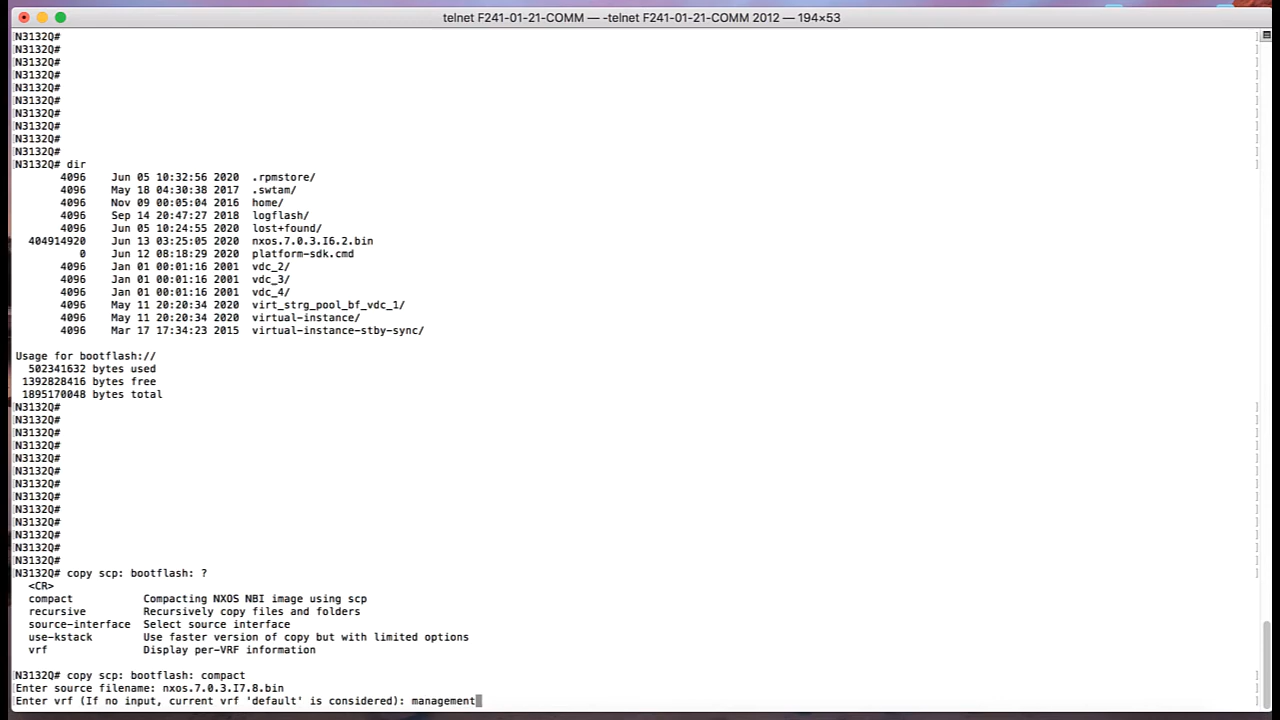 telnet F241-01-21-COMM — -telnet F241-01-21-COMM 2012 — 194×53
N3132Q#
N3132Q#
N3132Q#
N3132Q#
N3132Q#
N3132Q#
N3132Q#
N3132Q#
N3132Q#
N3132Q#
N3132Q# dir
4096 Jun 05 10:32:56 2020 .rpmstore/
4096 May 18 04:30:38 2017 .swtam/
4096 Nov 09 00:05:04 2016 home/
4096 Sep 14 20:47:27 2018 logflash/
4096 Jun 05 10:24:55 2020 lost+found/
404914920 Jun 13 03:25:05 2020 nxos.7.0.3.I6.2.bin
0 Jun 12 08:18:29 2020 platform-sdk.cmd
4096 Jan 01 00:01:16 2001 vdc_2/
4096 Jan 01 00:01:16 2001 vdc_3/
4096 Jan 01 00:01:16 2001 vdc_4/
4096 May 11 20:20:34 2020 virt_strg_pool_bf_vdc_1/
4096 May 11 20:20:34 2020 virtual-instance/
4096 Mar 17 17:34:23 2015 virtual-instance-stby-sync/
Usage for bootflash://
502341632 bytes used
1392828416 bytes free
1895170048 bytes total
N3132Q#
N3132Q#
N3132Q#
N3132Q#
N3132Q#
N3132Q#
N3132Q#
N3132Q#
N3132Q#
N3132Q#
N3132Q#
N3132Q#
N3132Q#
N3132Q# copy scp: bootflash: ?
<CR>
compact Compacting NXOS NBI image using scp
recursive Recursively copy files and folders
source-interface Select source interface
use-kstack Use faster version of copy but with limited options
vrf Display per-VRF information
N3132Q# copy scp: bootflash: compact
Enter source filename: nxos.7.0.3.I7.8.bin
Enter vrf (If no input, current vrf 'default' is considered): management